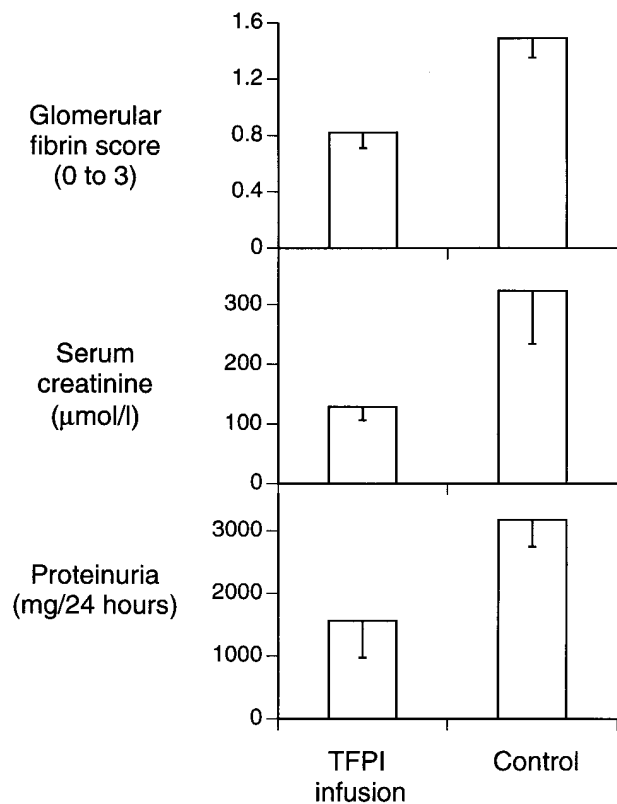 Glomerular
fibrin score
(0 to 3)
1.6
1.2
0.8
0.4
0
Serum
creatinine
(μmol/l)
300
200
100
0
Proteinuria
(mg/24 hours)
3000
2000
1000
0
TFPI
infusion
Control